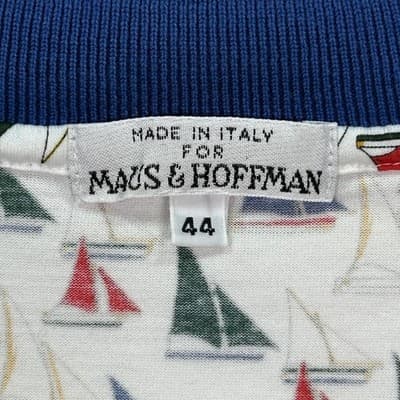 MADE IN ITALY
FOR
MAUS & HOFFMAN
44